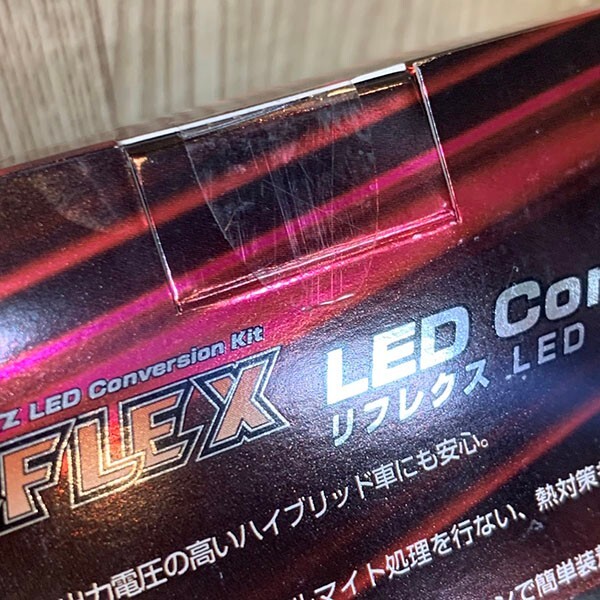 Z LED Conversion Kit
FLEX
LED Con
リフレクス LED
出力電圧の高いハイブリッド車にも安心。
マイト処理を行ない、熱対策
で簡単装